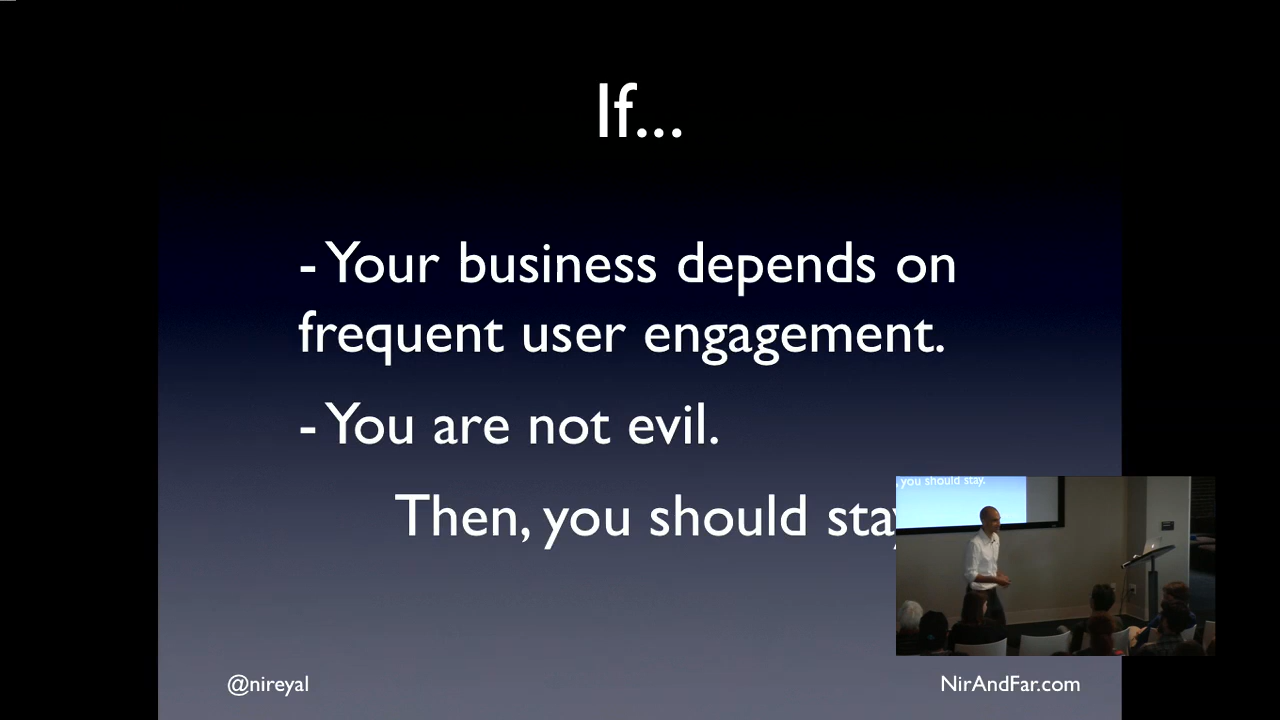 If...
- Your business depends on
frequent user engagement.
- You are not evil.
Then, you should stay
, you should stay.
@nireyal
NirAndFar.com